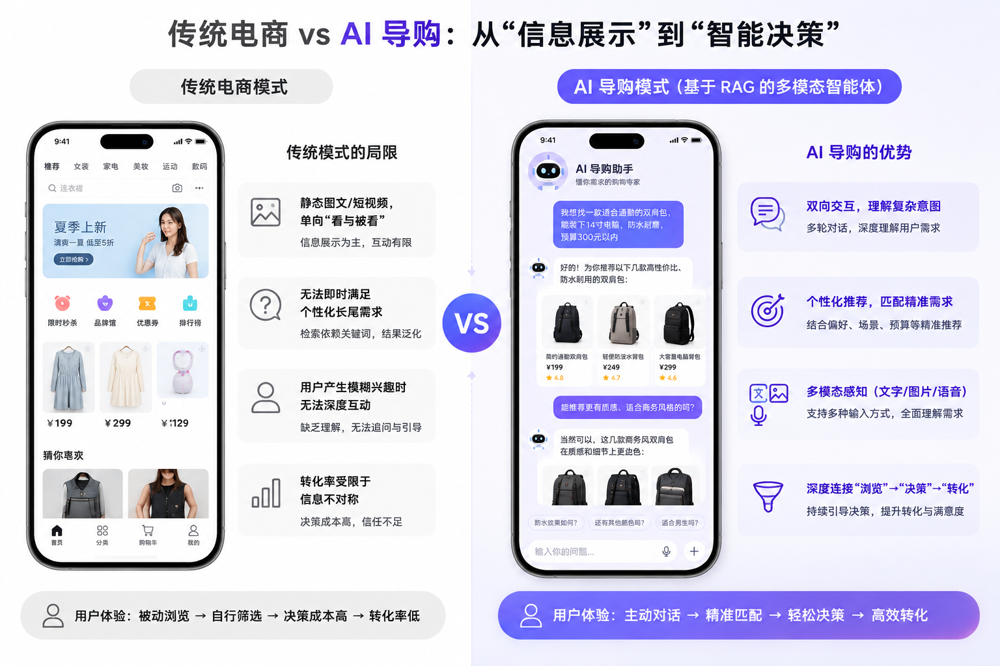 传统电商 vs AI 导购：从“信息展示”到“智能决策”
传统电商模式
9:41
推荐 女装 家电 美妆 运动 数码
连衣裙
夏季上新
清爽一夏 低至5折
立即抢购 >
限时秒杀 品牌馆 优惠券 排行榜
¥199 ¥299
猜你
首页 分类 购物车 我的
传统模式的局限
静态图文/短视频，
单向“看与被看”
信息展示为主，互动有限
无法即时满足
个性化长尾需求
检索依赖关键词，结果泛化
用户产生模糊兴趣时
无法深度互动
缺乏理解，无法追问与引导
转化率受限于
信息不对称
决策成本高，信任不足
用户体验：被动浏览 → 自行筛选 → 决策成本高 → 转化率低
VS
AI 导购模式（基于 RAG 的多模态智能体）
9:41
AI 导购助手
懂你需求的购物专家
我想找一款适合通勤的双肩包，
能装下14寸电脑、防水耐磨，
预算300元以内
好的！为你推荐以下几款高性价比、
防水耐用的双肩包：
简约通勤双肩包 轻便防泼水背包 大容量电脑背包
¥199 ¥249 ¥299
4.8 4.7 4.6
能推荐更有质感、适合商务风格的吗？
当然可以，这几款商务风双肩包
在质感和细节上更出色：
防水效果如何？ 还有其他颜色吗？ 适合男生吗？
输入你的问题...
AI 导购的优势
双向交互，理解复杂意图
多轮对话，深度理解用户需求
个性化推荐，匹配精准需求
结合偏好、场景、预算等精准推荐
文
多模态感知（文字/图片/语音）
支持多种输入方式，全面理解需求
深度连接“浏览”→“决策”→“转化”
持续引导决策，提升转化与满意度
用户体验：主动对话 → 精准匹配 → 轻松决策 → 高效转化